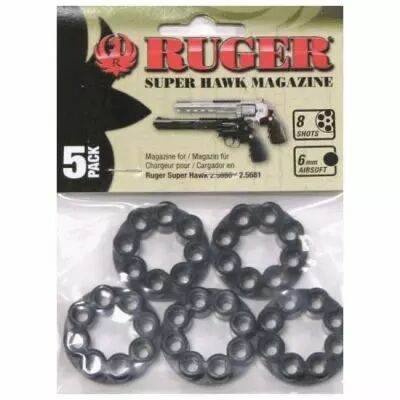 RUGER
R
SUPER HAWK MAGAZINE
5
PACK
8
SHOTS
6mm
AIRSOFT
Magazine for / Magazin für
Chargeur pour / Cargador en
Ruger Super Hawk 2.5680 - 2.5681